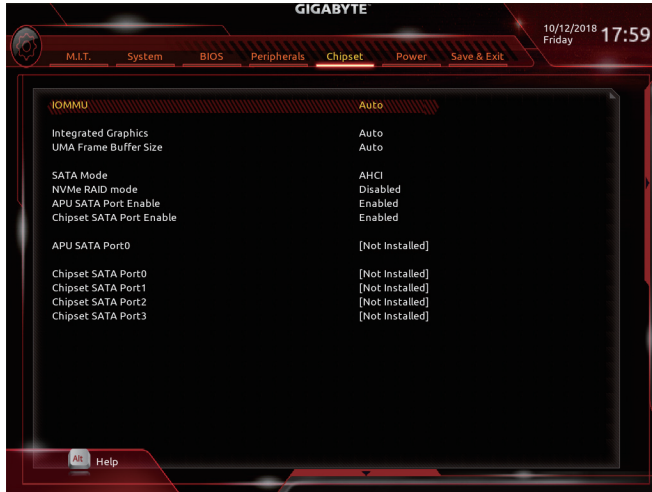 GIGABYTE™
10/12/2018 17:59
Friday
M.I.T. System BIOS Peripherals Chipset Power Save & Exit
IOMMU Auto
Integrated Graphics Auto
UMA Frame Buffer Size Auto
SATA Mode AHCI
NVMe RAID mode Disabled
APU SATA Port Enable Enabled
Chipset SATA Port Enable Enabled
APU SATA Port0 [Not Installed]
Chipset SATA Port0 [Not Installed]
Chipset SATA Port1 [Not Installed]
Chipset SATA Port2 [Not Installed]
Chipset SATA Port3 [Not Installed]
Alt Help